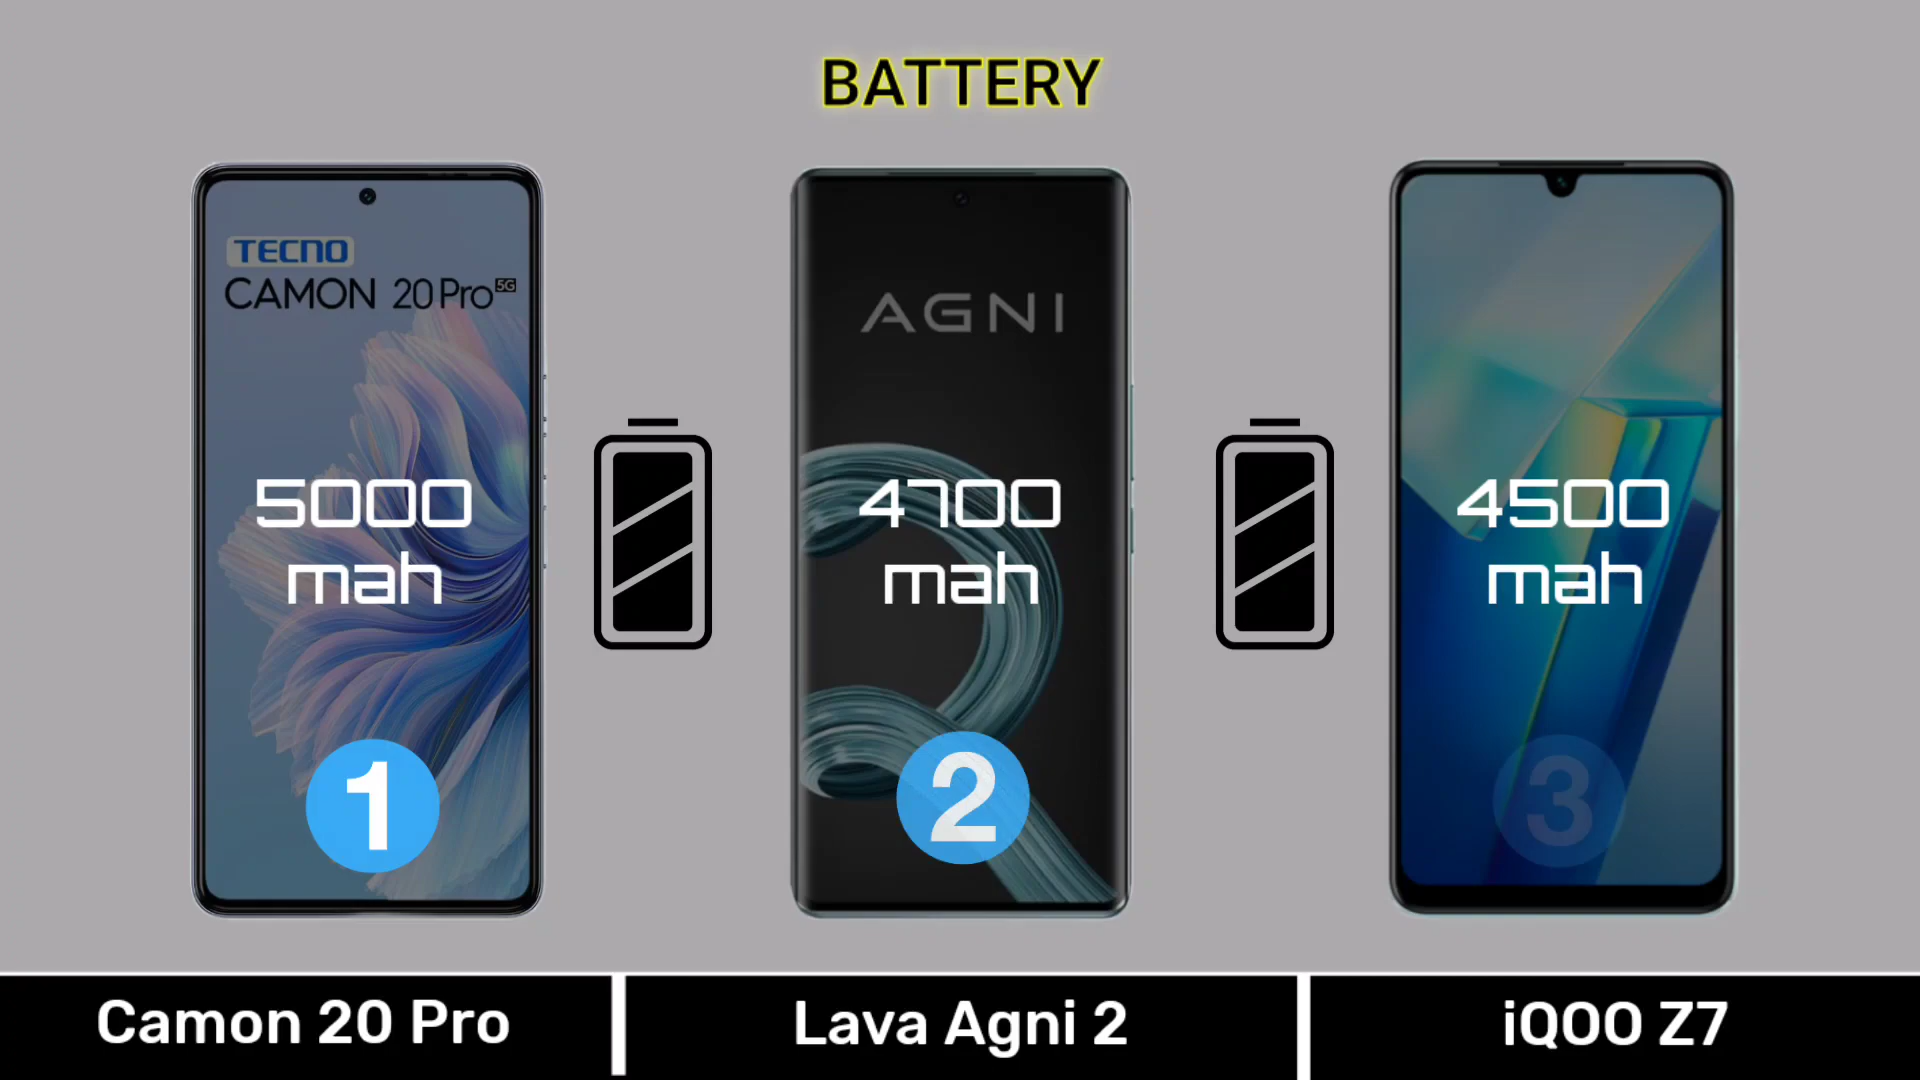 BATTERY
TECNO
CAMON 20 Pro 5G
5000
mah
1
AGNI
4700
mah
2
4500
mah
3
Camon 20 Pro
Lava Agni 2
iQOO Z7